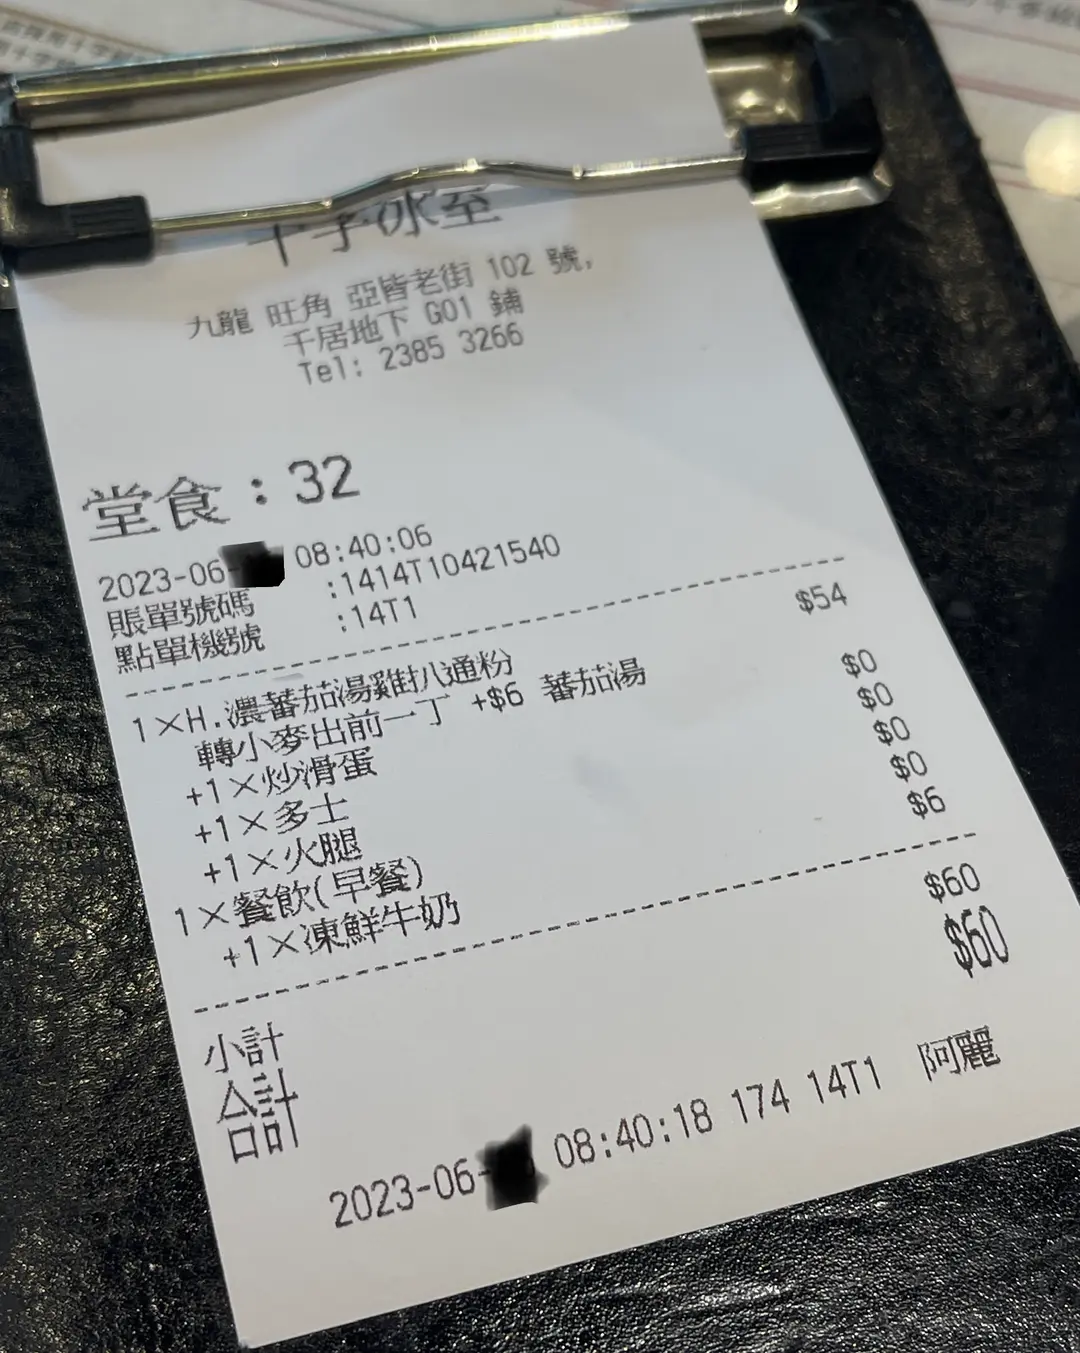 冰室
九龍 旺角 亞皆老街 102 號,
千居地下 G01 鋪
Tel: 2385 3266
堂食：32
2023-06- 08:40:06
賬單號碼 :1414T10421540
點單機號 :14T1
1×H.濃蕃茄湯雞扒通粉 $54
轉小麥出前一丁 +$6 蕃茄湯
+1×炒滑蛋 $0
+1×多士 $0
+1×火腿 $0
1×餐飲(早餐) $0
+1×凍鮮牛奶 $6
小計 $60
合計 $60
2023-06- 08:40:18 174 14T1 阿麗